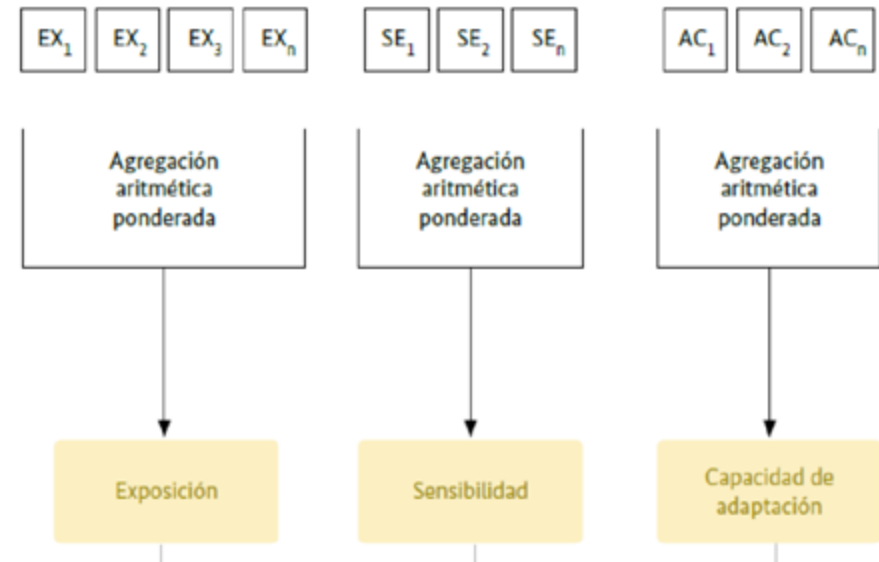 EX₁ EX₂ EX₃ EXₙ SE₁ SE₂ SEₙ AC₁ AC₂ ACₙ
Agregación
aritmética
ponderada
Agregación
aritmética
ponderada
Agregación
aritmética
ponderada
Exposición
Sensibilidad
Capacidad de
adaptación